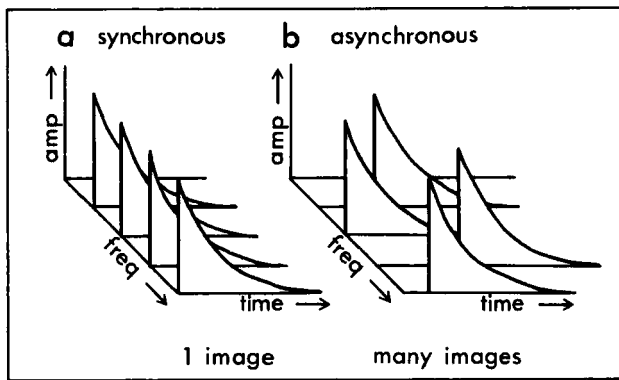 a synchronous
b asynchronous
amp
freq
time
amp
freq
time
1 image
many images